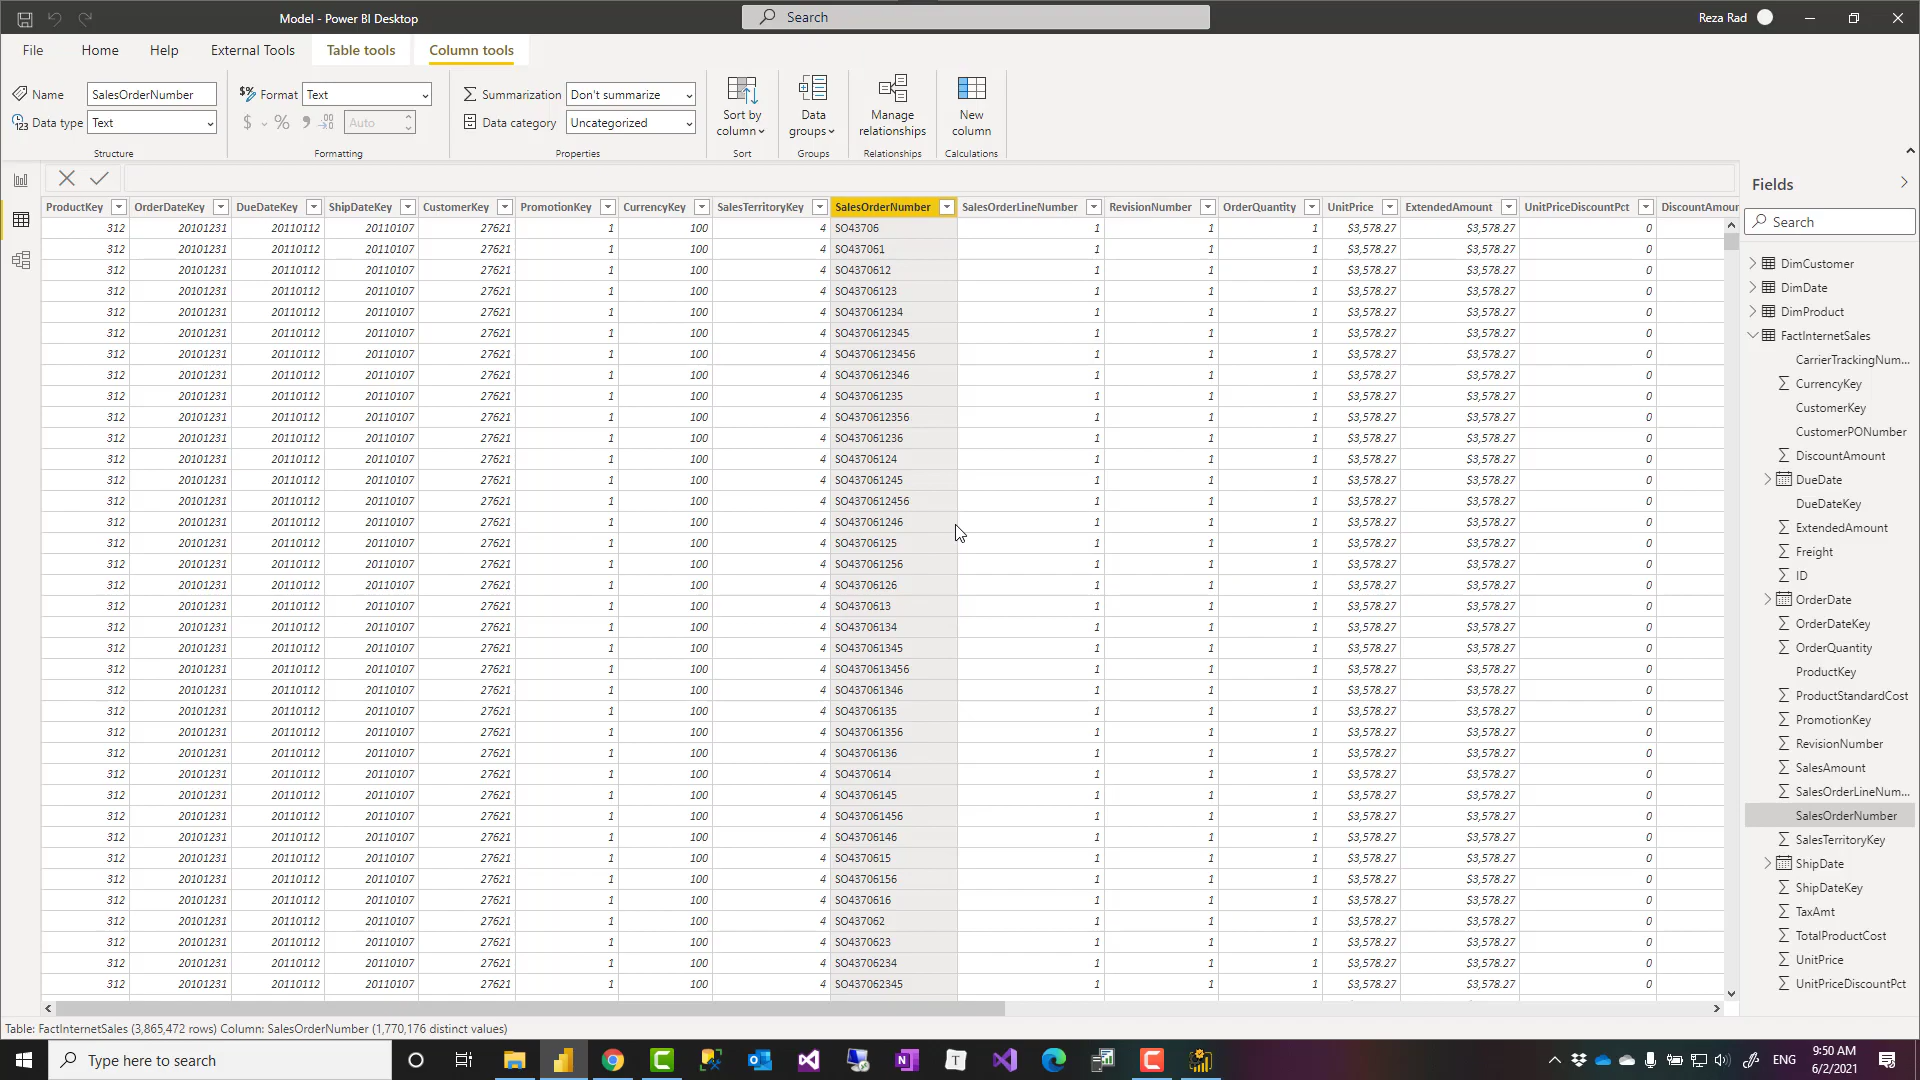 Model - Power BI Desktop
Search
Reza Rad
File Home Help External Tools Table tools Column tools
Name SalesOrderNumber
Data type Text
Structure
Format Text
$ % Auto
Formatting
Summarization Don't summarize
Data category Uncategorized
Properties
Sort by column
Sort
Data groups
Groups
Manage relationships
Relationships
New column
Calculations
ProductKey OrderDateKey DueDateKey ShipDateKey CustomerKey PromotionKey CurrencyKey SalesTerritoryKey SalesOrderNumber SalesOrderLineNumber RevisionNumber OrderQuantity UnitPrice ExtendedAmount UnitPriceDiscountPct DiscountAmour
312 20101231 20110112 20110107 27621 1 100 4 SO43706 1 1 1 $3,578.27 $3,578.27 0
312 20101231 20110112 20110107 27621 1 100 4 SO437061 1 1 1 $3,578.27 $3,578.27 0
312 20101231 20110112 20110107 27621 1 100 4 SO4370612 1 1 1 $3,578.27 $3,578.27 0
312 20101231 20110112 20110107 27621 1 100 4 SO43706123 1 1 1 $3,578.27 $3,578.27 0
312 20101231 20110112 20110107 27621 1 100 4 SO437061234 1 1 1 $3,578.27 $3,578.27 0
312 20101231 20110112 20110107 27621 1 100 4 SO4370612345 1 1 1 $3,578.27 $3,578.27 0
312 20101231 20110112 20110107 27621 1 100 4 SO43706123456 1 1 1 $3,578.27 $3,578.27 0
312 20101231 20110112 20110107 27621 1 100 4 SO4370612346 1 1 1 $3,578.27 $3,578.27 0
312 20101231 20110112 20110107 27621 1 100 4 SO437061235 1 1 1 $3,578.27 $3,578.27 0
312 20101231 20110112 20110107 27621 1 100 4 SO4370612356 1 1 1 $3,578.27 $3,578.27 0
312 20101231 20110112 20110107 27621 1 100 4 SO437061236 1 1 1 $3,578.27 $3,578.27 0
312 20101231 20110112 20110107 27621 1 100 4 SO43706124 1 1 1 $3,578.27 $3,578.27 0
312 20101231 20110112 20110107 27621 1 100 4 SO437061245 1 1 1 $3,578.27 $3,578.27 0
312 20101231 20110112 20110107 27621 1 100 4 SO4370612456 1 1 1 $3,578.27 $3,578.27 0
312 20101231 20110112 20110107 27621 1 100 4 SO437061246 1 1 1 $3,578.27 $3,578.27 0
312 20101231 20110112 20110107 27621 1 100 4 SO43706125 1 1 1 $3,578.27 $3,578.27 0
312 20101231 20110112 20110107 27621 1 100 4 SO437061256 1 1 1 $3,578.27 $3,578.27 0
312 20101231 20110112 20110107 27621 1 100 4 SO43706126 1 1 1 $3,578.27 $3,578.27 0
312 20101231 20110112 20110107 27621 1 100 4 SO4370613 1 1 1 $3,578.27 $3,578.27 0
312 20101231 20110112 20110107 27621 1 100 4 SO43706134 1 1 1 $3,578.27 $3,578.27 0
312 20101231 20110112 20110107 27621 1 100 4 SO437061345 1 1 1 $3,578.27 $3,578.27 0
312 20101231 20110112 20110107 27621 1 100 4 SO4370613456 1 1 1 $3,578.27 $3,578.27 0
312 20101231 20110112 20110107 27621 1 100 4 SO437061346 1 1 1 $3,578.27 $3,578.27 0
312 20101231 20110112 20110107 27621 1 100 4 SO43706135 1 1 1 $3,578.27 $3,578.27 0
312 20101231 20110112 20110107 27621 1 100 4 SO437061356 1 1 1 $3,578.27 $3,578.27 0
312 20101231 20110112 20110107 27621 1 100 4 SO43706136 1 1 1 $3,578.27 $3,578.27 0
312 20101231 20110112 20110107 27621 1 100 4 SO4370614 1 1 1 $3,578.27 $3,578.27 0
312 20101231 20110112 20110107 27621 1 100 4 SO43706145 1 1 1 $3,578.27 $3,578.27 0
312 20101231 20110112 20110107 27621 1 100 4 SO437061456 1 1 1 $3,578.27 $3,578.27 0
312 20101231 20110112 20110107 27621 1 100 4 SO43706146 1 1 1 $3,578.27 $3,578.27 0
312 20101231 20110112 20110107 27621 1 100 4 SO4370615 1 1 1 $3,578.27 $3,578.27 0
312 20101231 20110112 20110107 27621 1 100 4 SO43706156 1 1 1 $3,578.27 $3,578.27 0
312 20101231 20110112 20110107 27621 1 100 4 SO4370616 1 1 1 $3,578.27 $3,578.27 0
312 20101231 20110112 20110107 27621 1 100 4 SO437062 1 1 1 $3,578.27 $3,578.27 0
312 20101231 20110112 20110107 27621 1 100 4 SO4370623 1 1 1 $3,578.27 $3,578.27 0
312 20101231 20110112 20110107 27621 1 100 4 SO43706234 1 1 1 $3,578.27 $3,578.27 0
312 20101231 20110112 20110107 27621 1 100 4 SO437062345 1 1 1 $3,578.27 $3,578.27 0
Fields
Search
DimCustomer
DimDate
DimProduct
FactInternetSales
CarrierTrackingNum...
CurrencyKey
CustomerKey
CustomerPONumber
DiscountAmount
DueDate
DueDateKey
ExtendedAmount
Freight
ID
OrderDate
OrderDateKey
OrderQuantity
ProductKey
ProductStandardCost
PromotionKey
RevisionNumber
SalesAmount
SalesOrderLineNum...
SalesOrderNumber
SalesTerritoryKey
ShipDate
ShipDateKey
TaxAmt
TotalProductCost
UnitPrice
UnitPriceDiscountPct
Table: FactInternetSales (3,865,472 rows) Column: SalesOrderNumber (1,770,176 distinct values)
Type here to search
ENG
9:50 AM
6/2/2021